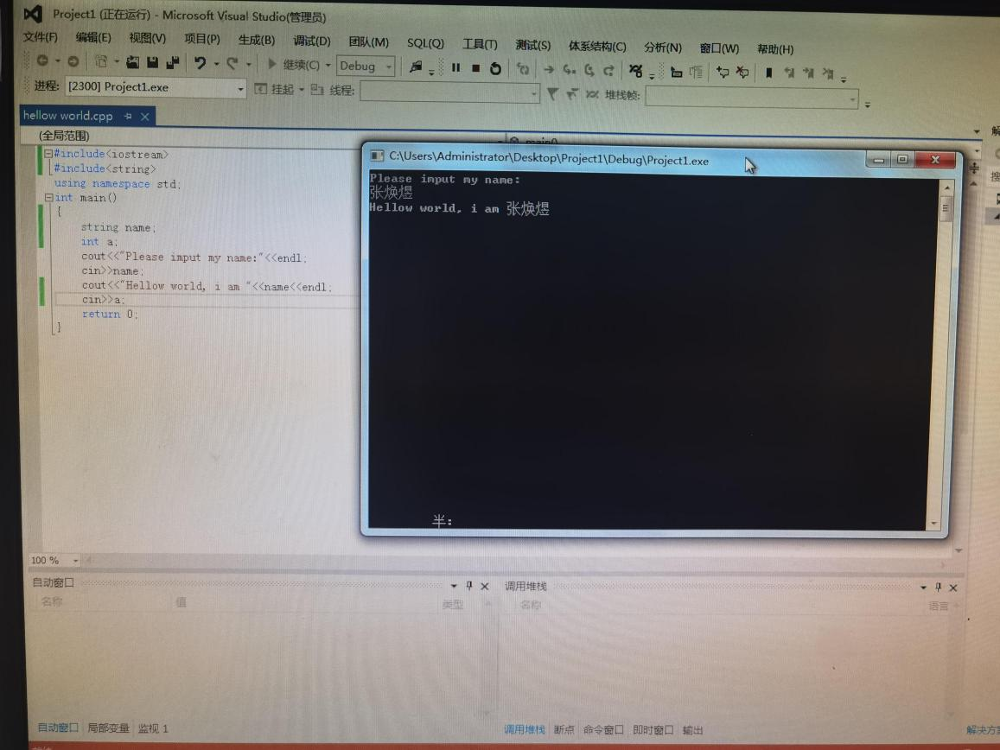 Project1 (正在运行) - Microsoft Visual Studio(管理员)
文件(F) 编辑(E) 视图(V) 项目(P) 生成(B) 调试(D) 团队(M) SQL(Q) 工具(T) 测试(S) 体系结构(C) 分析(N) 窗口(W) 帮助(H)
继续(C) Debug
进程: [2300] Project1.exe 挂起 线程: 堆栈帧:
hellow world.cpp
(全局范围)
main()
#include<iostream>
#include<string>
using namespace std;
int main()
{
string name;
int a;
cout<<"Please imput my name:"<<endl;
cin>>name;
cout<<"Hellow world, i am "<<name<<endl;
cin>>a;
return 0;
}
C:\Users\Administrator\Desktop\Project1\Debug\Project1.exe
Please imput my name:
张焕煜
Hellow world, i am 张焕煜
半:
100 %
自动窗口
名称 值 类型
调用堆栈
名称 语言
自动窗口 局部变量 监视 1
调用堆栈 断点 命令窗口 即时窗口 输出
解决方